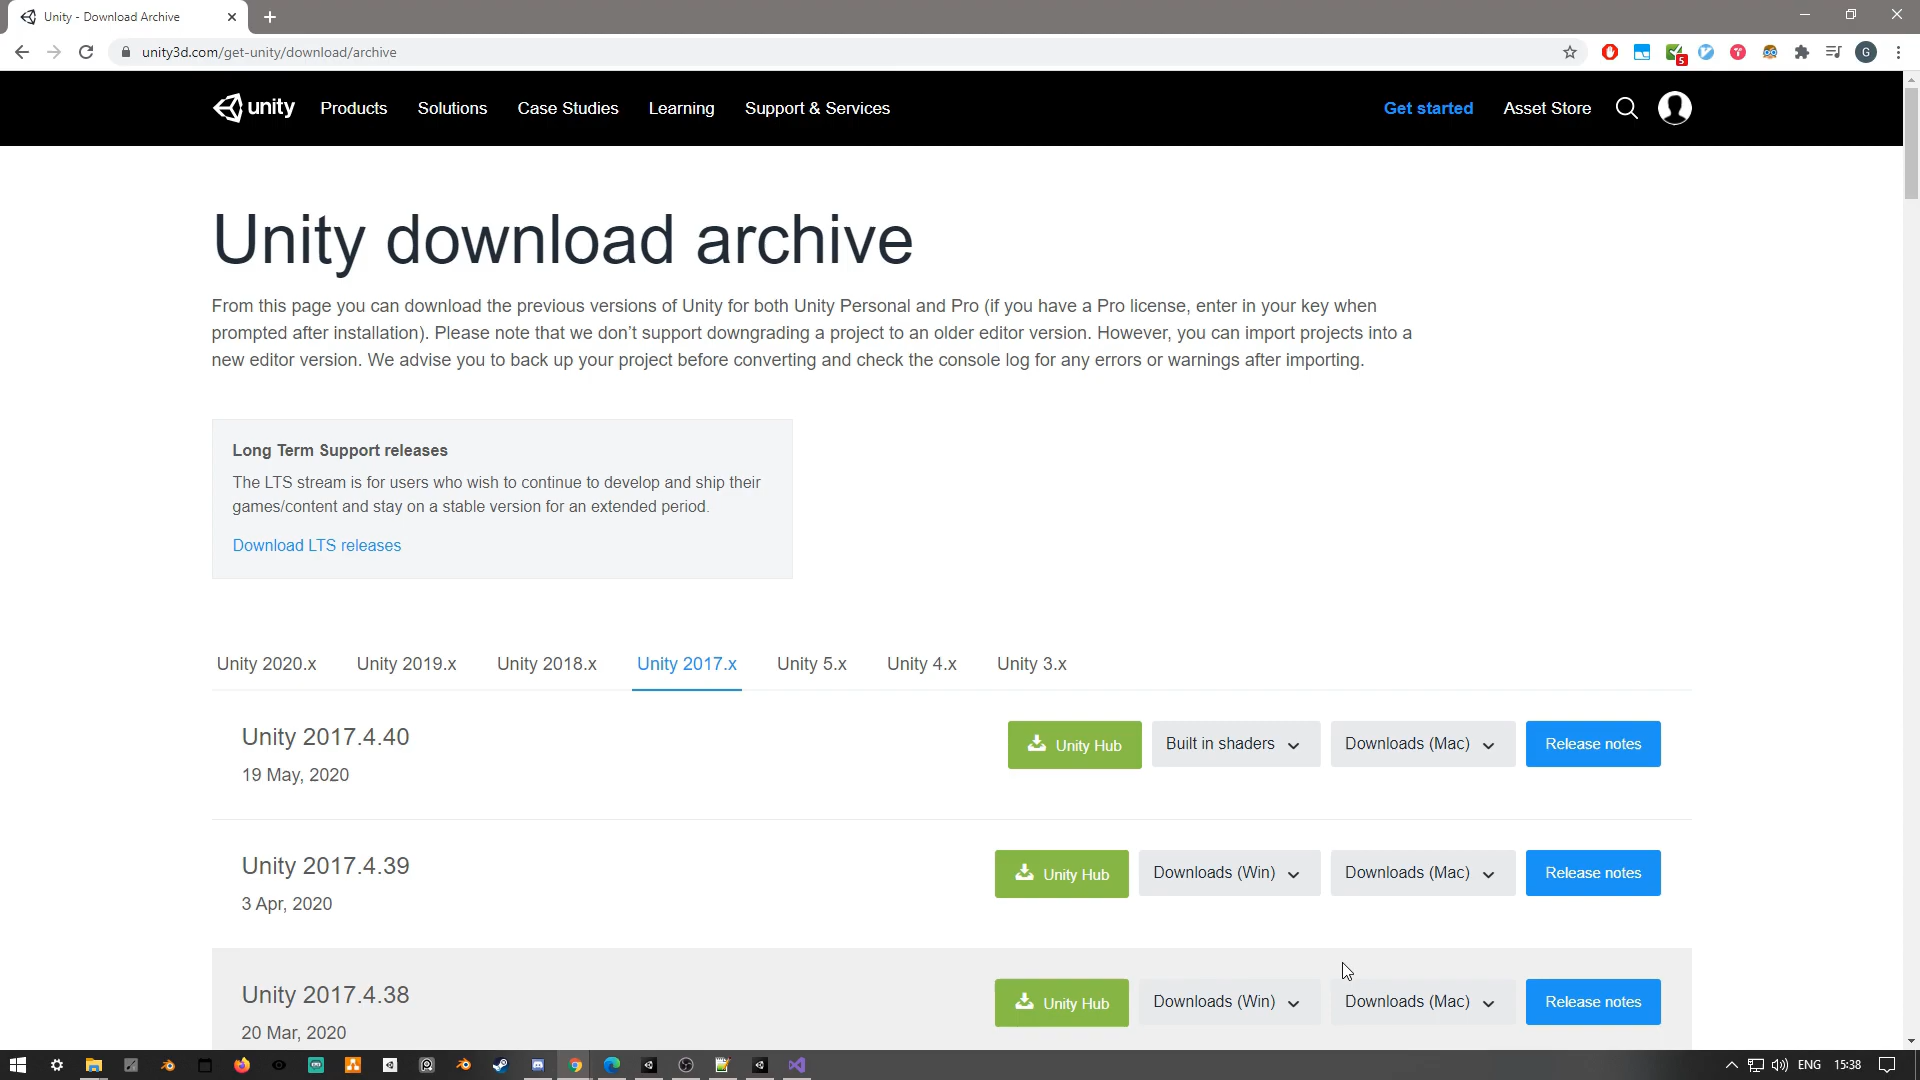 Unity - Download Archive
unity3d.com/get-unity/download/archive
5
G
unity
Products
Solutions
Case Studies
Learning
Support & Services
Get started
Asset Store
Unity download archive
From this page you can download the previous versions of Unity for both Unity Personal and Pro (if you have a Pro license, enter in your key when
prompted after installation). Please note that we don’t support downgrading a project to an older editor version. However, you can import projects into a
new editor version. We advise you to back up your project before converting and check the console log for any errors or warnings after importing.
Long Term Support releases
The LTS stream is for users who wish to continue to develop and ship their
games/content and stay on a stable version for an extended period.
Download LTS releases
Unity 2020.x
Unity 2019.x
Unity 2018.x
Unity 2017.x
Unity 5.x
Unity 4.x
Unity 3.x
Unity 2017.4.40
19 May, 2020
Unity Hub
Built in shaders
Downloads (Mac)
Release notes
Unity 2017.4.39
3 Apr, 2020
Unity Hub
Downloads (Win)
Downloads (Mac)
Release notes
Unity 2017.4.38
20 Mar, 2020
Unity Hub
Downloads (Win)
Downloads (Mac)
Release notes
ENG
15:38